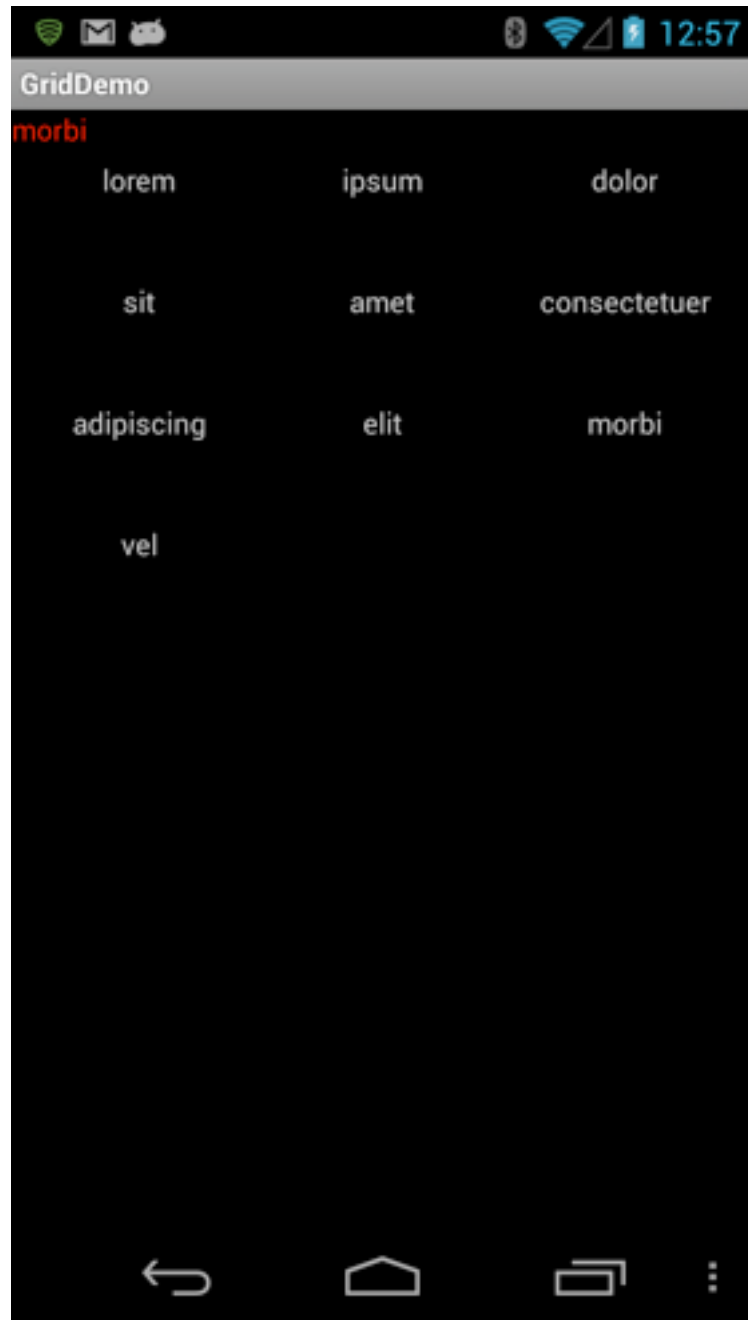 12:57
GridDemo
morbi
lorem ipsum dolor
sit amet consectetuer
adipiscing elit morbi
vel